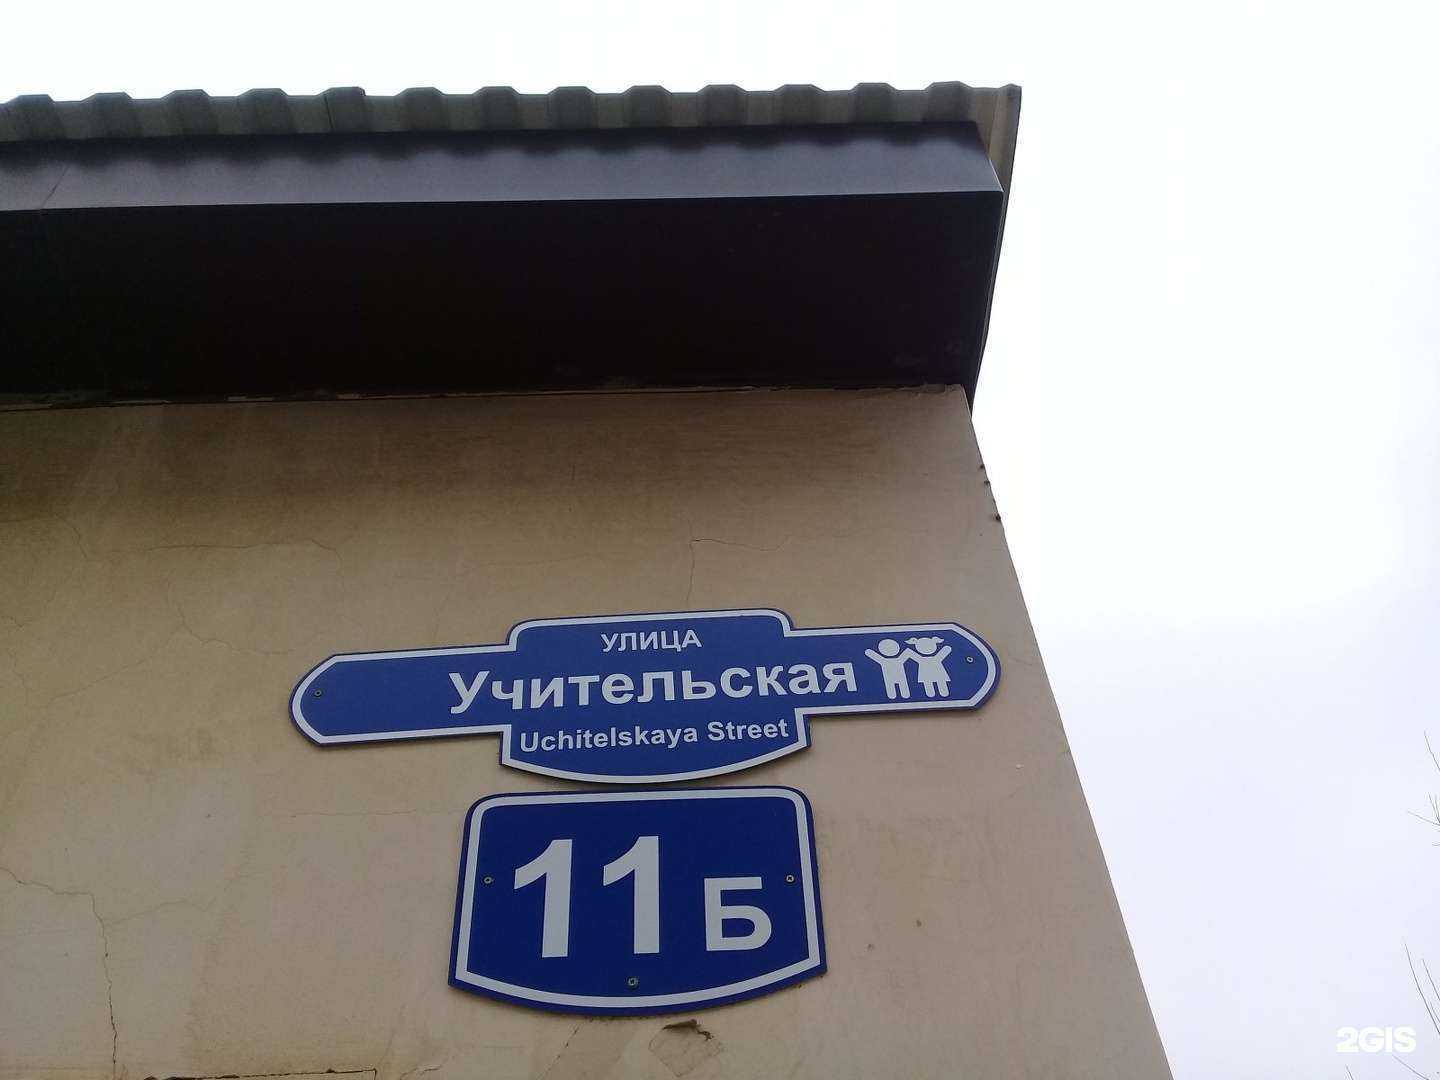 УЛИЦА
Учительская
Uchitelskaya Street
11Б
2GIS